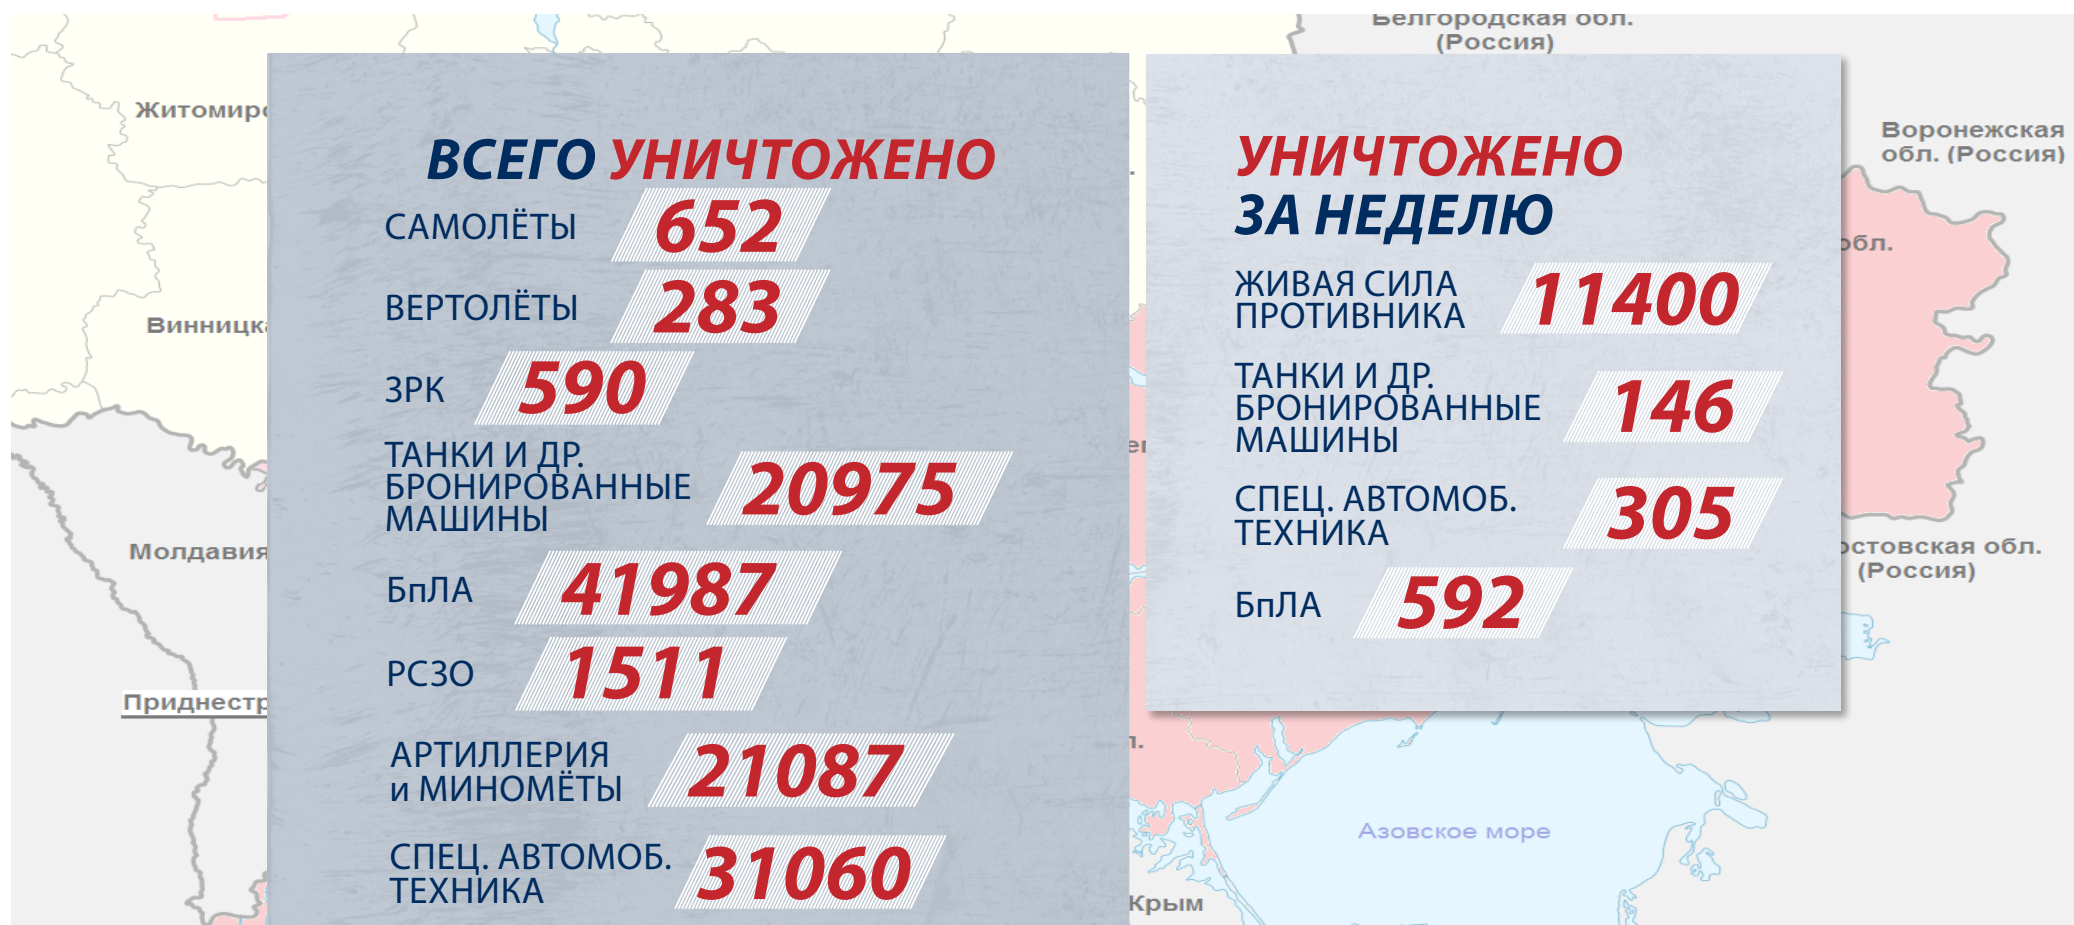 Белгородская обл.
(Россия)
Воронежская
обл. (Россия)
обл.
(Россия)
Молдавия
Азовское море
Крым
ВСЕГО УНИЧТОЖЕНО
САМОЛЁТЫ 652
ВЕРТОЛЁТЫ 283
ЗРК 590
ТАНКИ И ДР.
БРОНИРОВАННЫЕ
МАШИНЫ 20975
БпЛА 41987
РСЗО 1511
АРТИЛЛЕРИЯ
и МИНОМЁТЫ 21087
СПЕЦ. АВТОМОБ.
ТЕХНИКА 31060
УНИЧТОЖЕНО
ЗА НЕДЕЛЮ
ЖИВАЯ СИЛА
ПРОТИВНИКА 11400
ТАНКИ И ДР.
БРОНИРОВАННЫЕ
МАШИНЫ 146
СПЕЦ. АВТОМОБ.
ТЕХНИКА 305
БпЛА 592